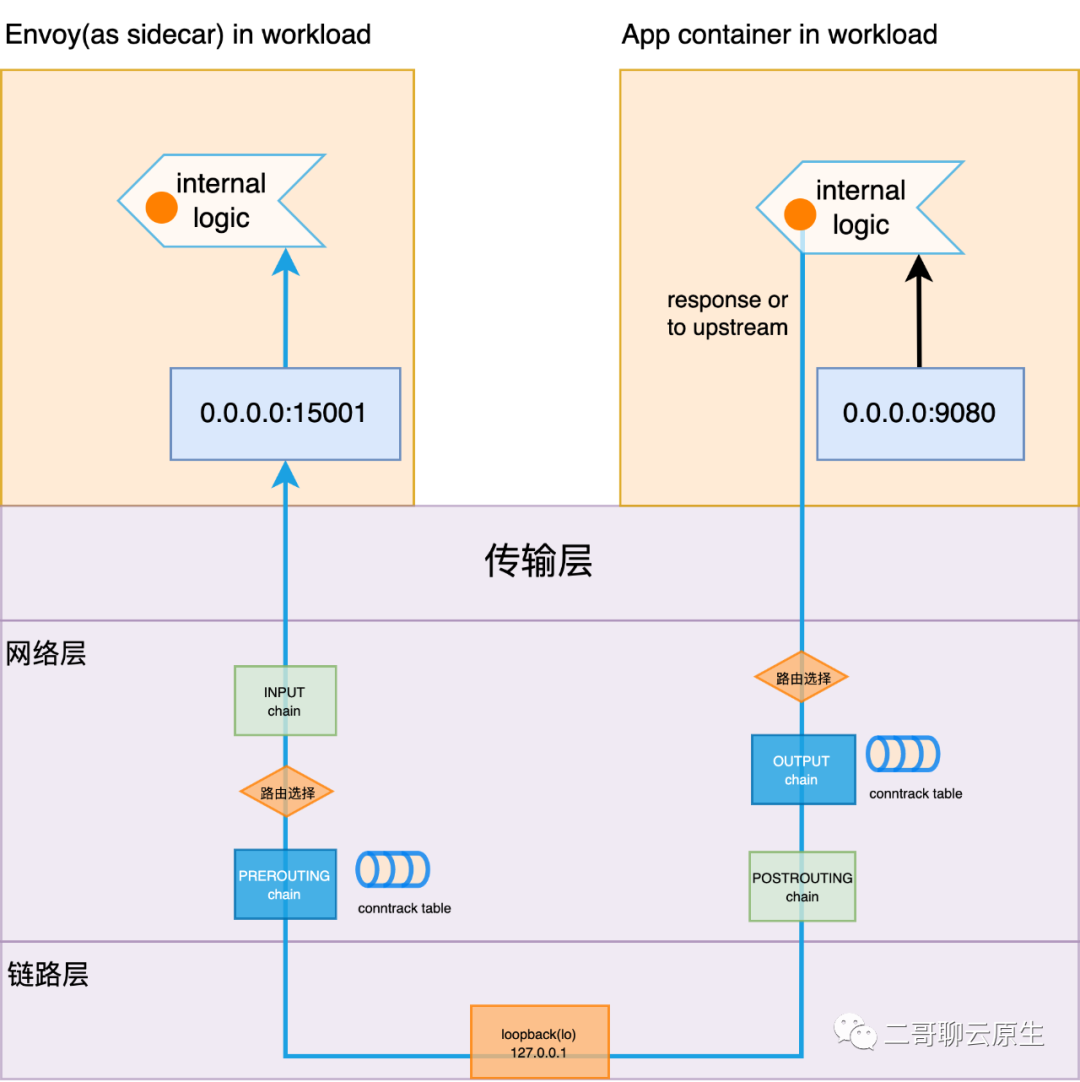 Envoy(as sidecar) in workload
App container in workload
internal
logic
internal
logic
response or
to upstream
0.0.0.0:15001
0.0.0.0:9080
传输层
网络层
INPUT
chain
路由选择
路由选择
OUTPUT
chain
conntrack table
PREROUTING
chain
conntrack table
POSTROUTING
chain
链路层
loopback(lo)
127.0.0.1
二哥聊云原生